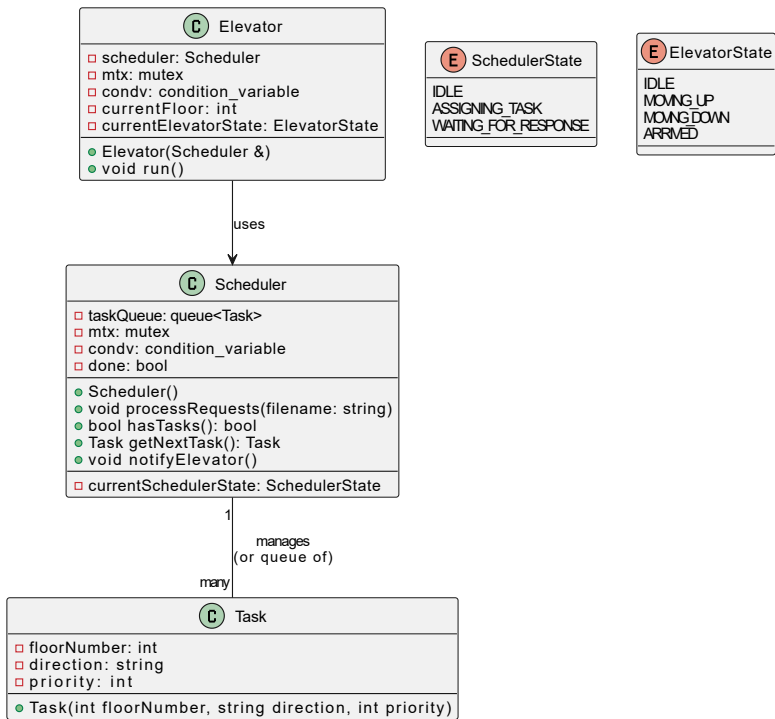 C Elevator
scheduler: Scheduler
mtx: mutex
condv: condition_variable
currentFloor: int
currentElevatorState: ElevatorState
Elevator(Scheduler &)
void run()
E SchedulerState
IDLE
ASSIGNING_TASK
WAITING_FOR_RESPONSE
E ElevatorState
IDLE
MOVING_UP
MOVING_DOWN
ARRIVED
uses
C Scheduler
taskQueue: queue<Task>
mtx: mutex
condv: condition_variable
done: bool
Scheduler()
void processRequests(filename: string)
bool hasTasks(): bool
Task getNextTask(): Task
void notifyElevator()
currentSchedulerState: SchedulerState
1
manages
(or queue of)
many
C Task
floorNumber: int
direction: string
priority: int
Task(int floorNumber, string direction, int priority)